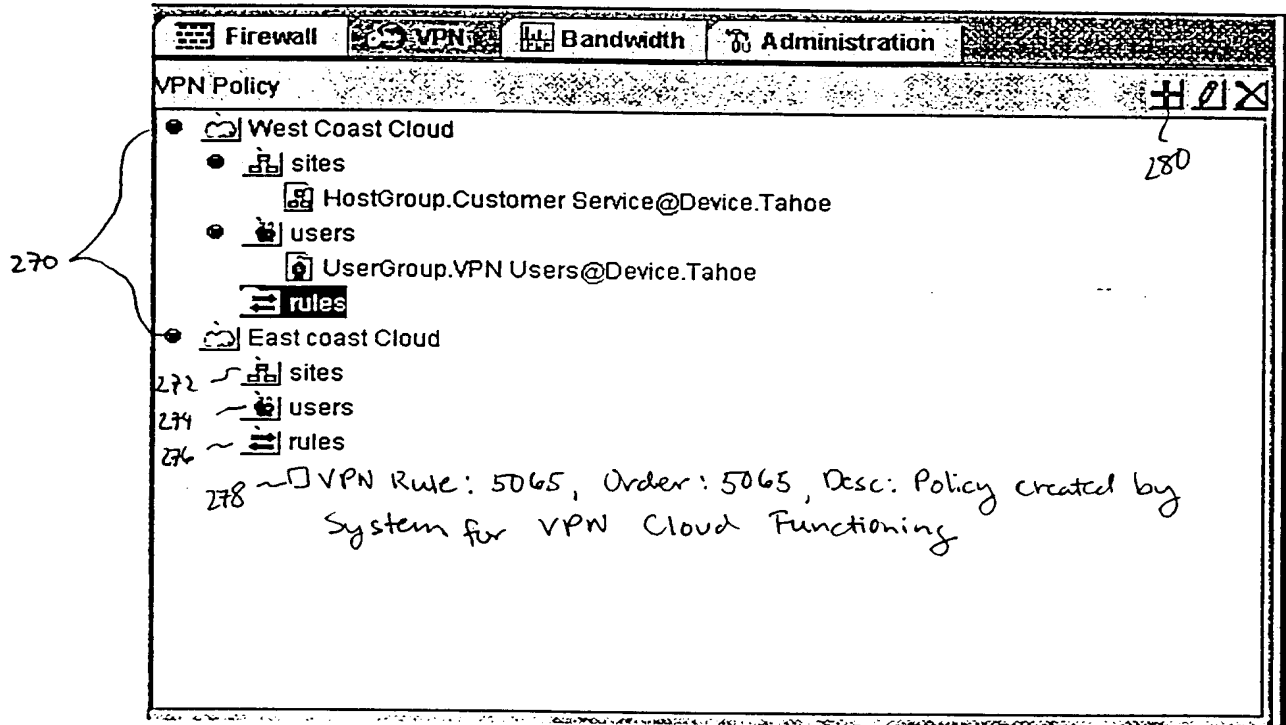 Firewall VPN Bandwidth Administration
VPN Policy
West Coast Cloud
280
sites
HostGroup.Customer Service@Device.Tahoe
users
270
UserGroup.VPN Users@Device.Tahoe
rules
East coast Cloud
272 sites
274 users
276 rules
278 VPN Rule: 5065, Order: 5065, Desc: Policy created by
System for VPN Cloud Functioning